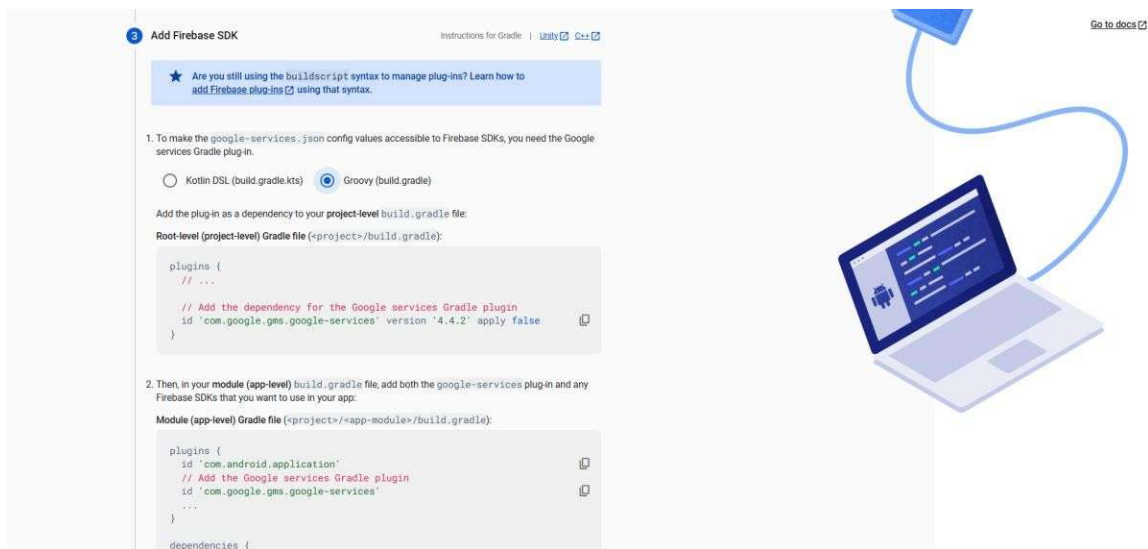 Go to docs
3 Add Firebase SDK
Instructions for Gradle | Unity C++
Are you still using the buildscript syntax to manage plug-ins? Learn how to
add Firebase plug-ins using that syntax.
1. To make the google-services.json config values accessible to Firebase SDKs, you need the Google
services Gradle plug-in.
Kotlin DSL (build.gradle.kts) Groovy (build.gradle)
Add the plug-in as a dependency to your project-level build.gradle file:
Root-level (project-level) Gradle file (<project>/build.gradle):
plugins {
// ...
// Add the dependency for the Google services Gradle plugin
id 'com.google.gms.google-services' version '4.4.2' apply false
}
2. Then, in your module (app-level) build.gradle file, add both the google-services plug-in and any
Firebase SDKs that you want to use in your app:
Module (app-level) Gradle file (<project>/<app-module>/build.gradle):
plugins {
id 'com.android.application'
// Add the Google services Gradle plugin
id 'com.google.gms.google-services'
...
}
dependencies {